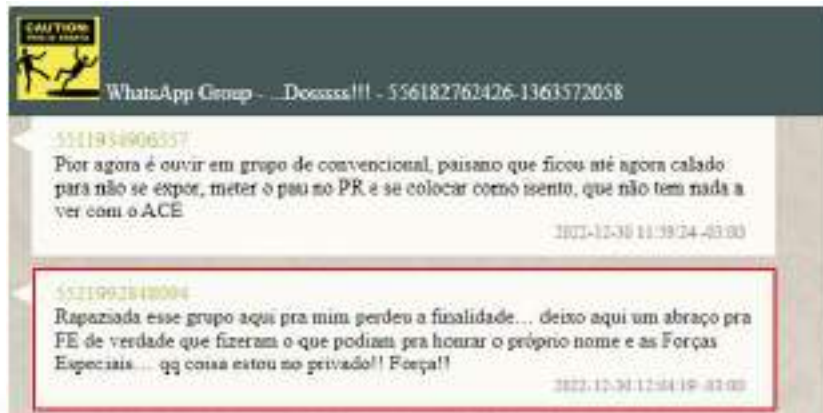 CAUTION
WhatsApp Group - ...Dosssss!!! - 556182762426-1363572058
5511934906557
Pior agora é ouvir em grupo de convencional, paisano que ficou até agora calado
para não se expor, meter o pau no PR e se colocar como isento, que não tem nada a
ver com o ACE
2022-12-30 11:59:24 -03:00
Rapaziada esse grupo aqui pra mim perdeu a finalidade… deixo aqui um abraço pra
FE de verdade que fizeram o que podiam pra honrar o próprio nome e as Forças
Especiais… qq coisa estou no privado!! Força!!
2022-12-30 12:04:19 -03:00